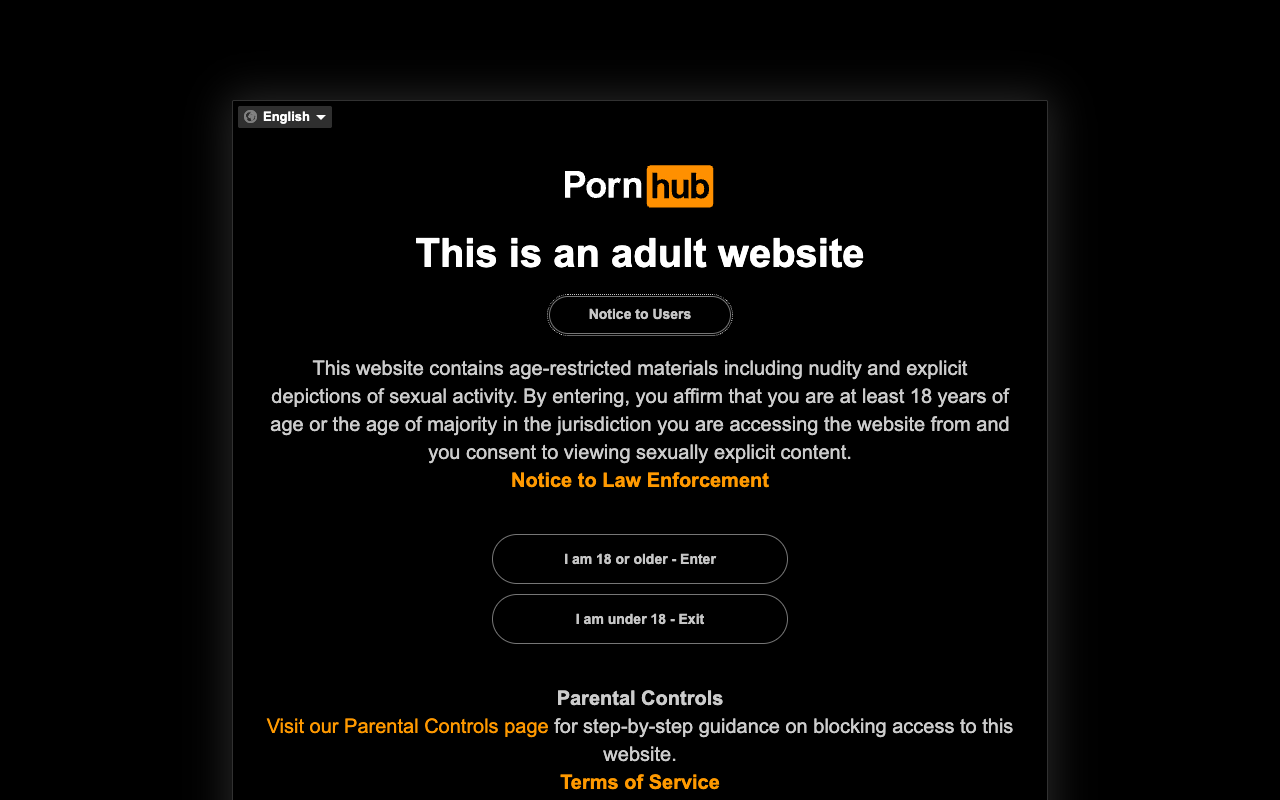 English
Pornhub
This is an adult website
Notice to Users
This website contains age-restricted materials including nudity and explicit
depictions of sexual activity. By entering, you affirm that you are at least 18 years of
age or the age of majority in the jurisdiction you are accessing the website from and
you consent to viewing sexually explicit content.
Notice to Law Enforcement
I am 18 or older - Enter
I am under 18 - Exit
Parental Controls
Visit our Parental Controls page for step-by-step guidance on blocking access to this
website.
Terms of Service